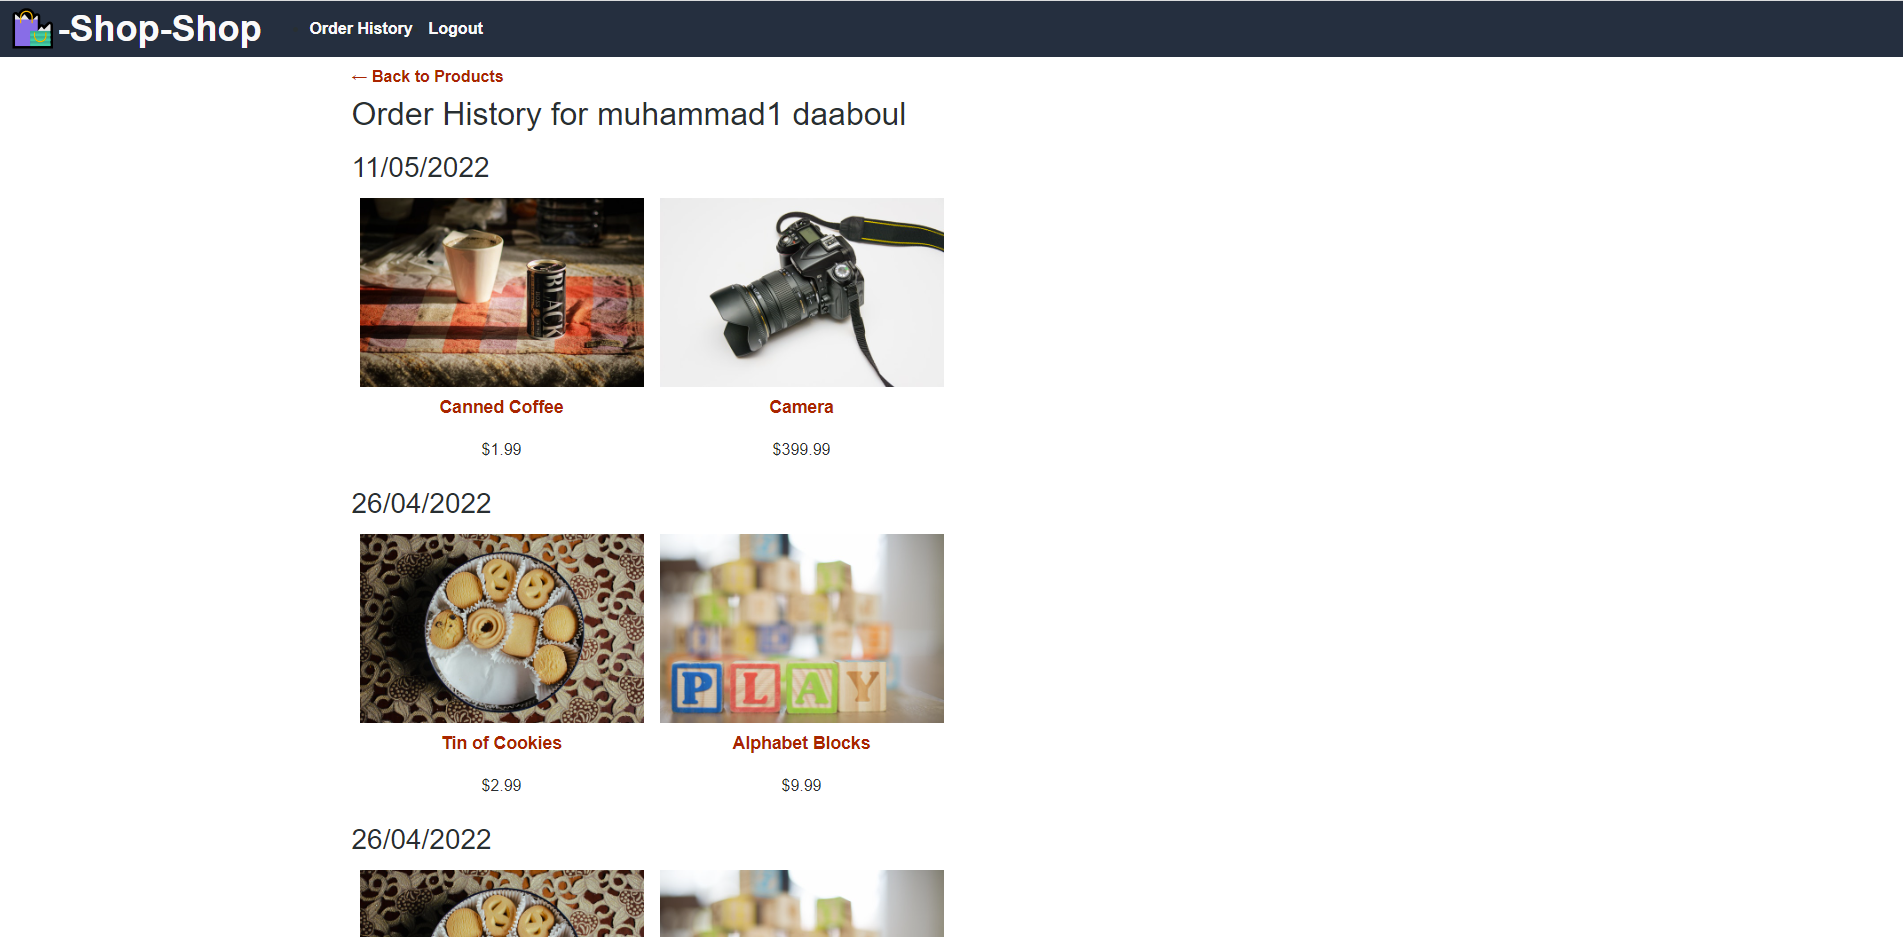 -Shop-Shop Order History Logout
← Back to Products
Order History for muhammad1 daaboul
11/05/2022
BLACK
Canned Coffee Camera
$1.99 $399.99
26/04/2022
PLAY
Tin of Cookies Alphabet Blocks
$2.99 $9.99
26/04/2022